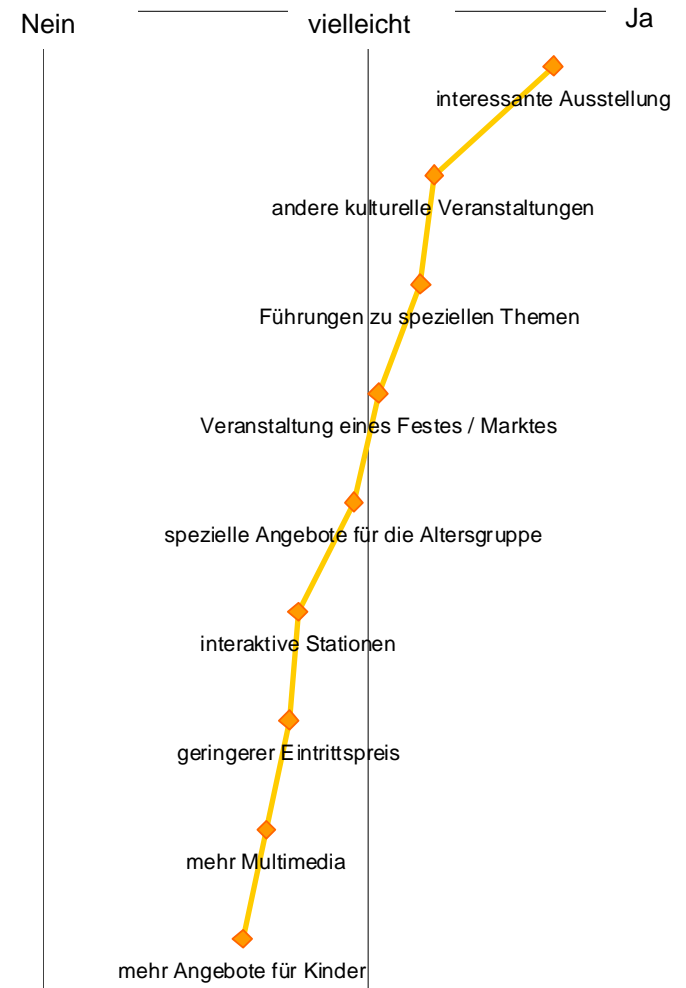 Nein vielleicht Ja
interessante Ausstellung
andere kulturelle Veranstaltungen
Führungen zu speziellen Themen
Veranstaltung eines Festes / Marktes
spezielle Angebote für die Altersgruppe
interaktive Stationen
geringerer Eintrittspreis
mehr Multimedia
mehr Angebote für Kinder